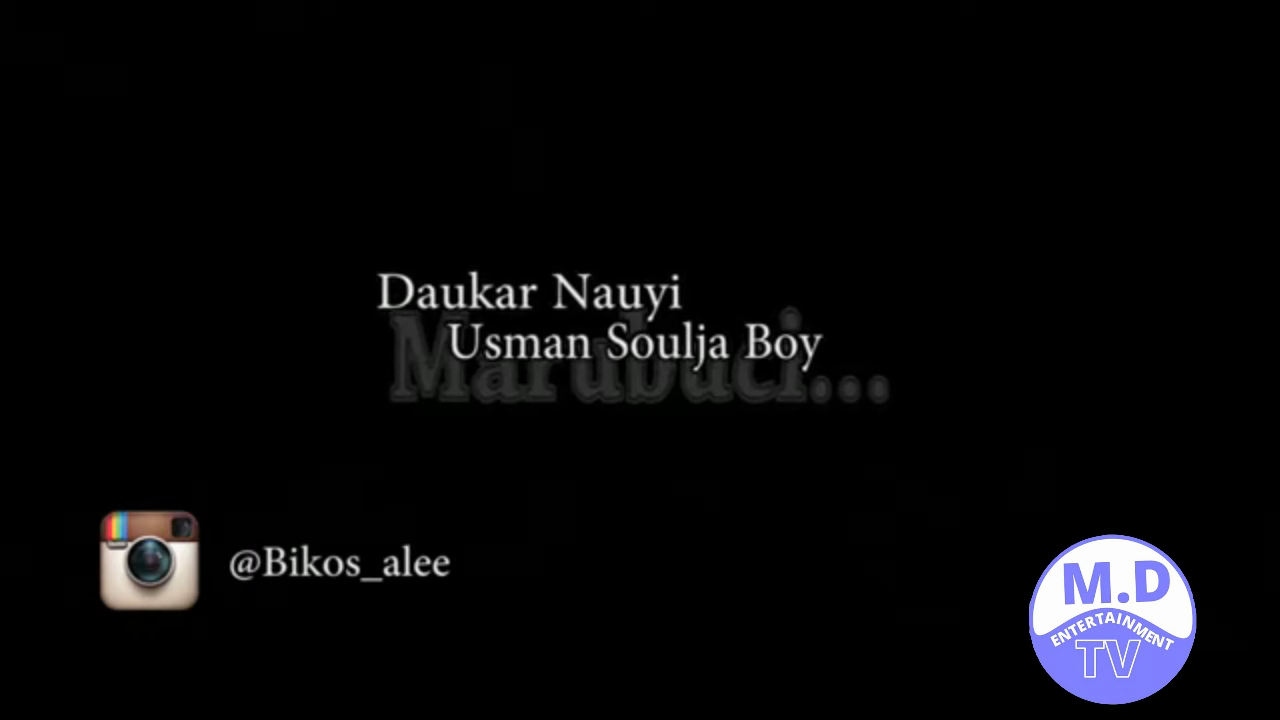 Daukar Nauyi
Usman Soulja Boy
Marubuci...
@Bikos_alee
M.D
ENTERTAINMENT
TV